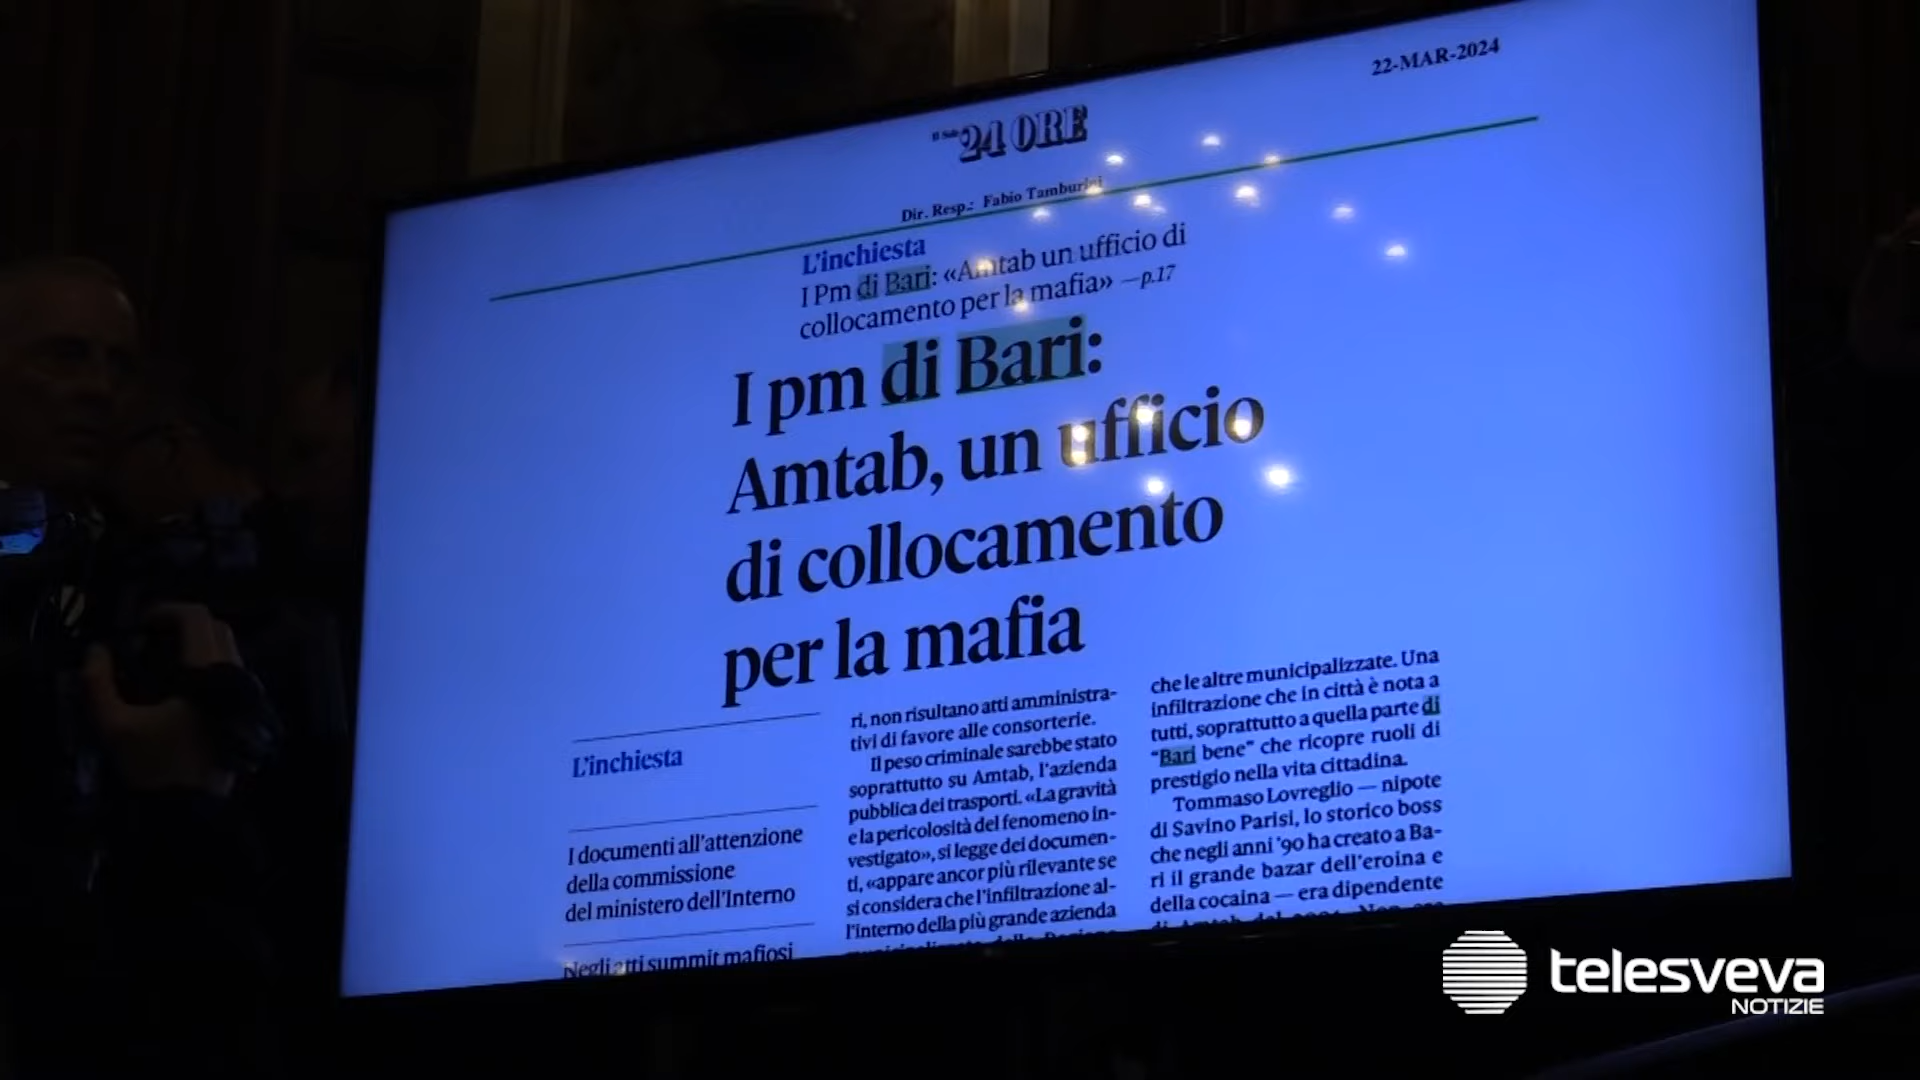 22-MAR-2024
Il Sole 24 ORE
Dir. Resp.: Fabio Tamburini
L'inchiesta
I Pm di Bari: «Amtab un ufficio di
collocamento per la mafia» —p.17
I pm di Bari:
Amtab, un ufficio
di collocamento
per la mafia
L'inchiesta
I documenti all'attenzione
della commissione
del ministero dell'Interno
Negli atti summit mafiosi
ri, non risultano atti amministra-
tivi di favore alle consorterie.
Il peso criminale sarebbe stato
soprattutto su Amtab, l'azienda
pubblica dei trasporti. «La gravità
e la pericolosità del fenomeno in-
vestigato», si legge dei documen-
ti, «appare ancor più rilevante se
si considera che l'infiltrazione al-
l'interno della più grande azienda
che le altre municipalizzate. Una
infiltrazione che in città è nota a
tutti, soprattutto a quella parte di
“Bari bene” che ricopre ruoli di
prestigio nella vita cittadina.
Tommaso Lovreglio — nipote
di Savino Parisi, lo storico boss
che negli anni '90 ha creato a Ba-
ri il grande bazar dell'eroina e
della cocaina — era dipendente
telesveva
NOTIZIE